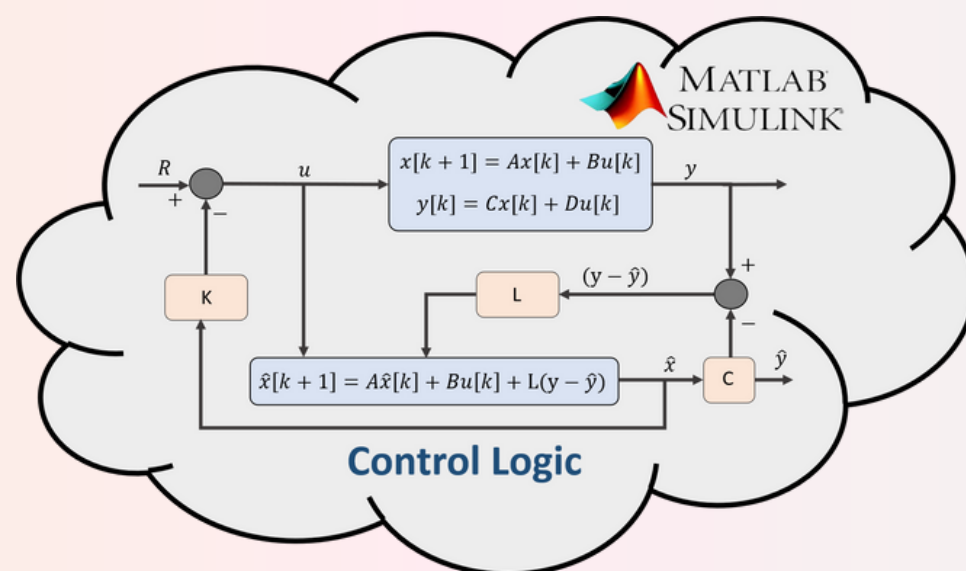 MATLAB
SIMULINK®
R
+
−
u
x[k + 1] = Ax[k] + Bu[k]
y[k] = Cx[k] + Du[k]
y
K
L
(y − ŷ)
+
−
x̂[k + 1] = Ax̂[k] + Bu[k] + L(y − ŷ)
x̂
C
ŷ
Control Logic